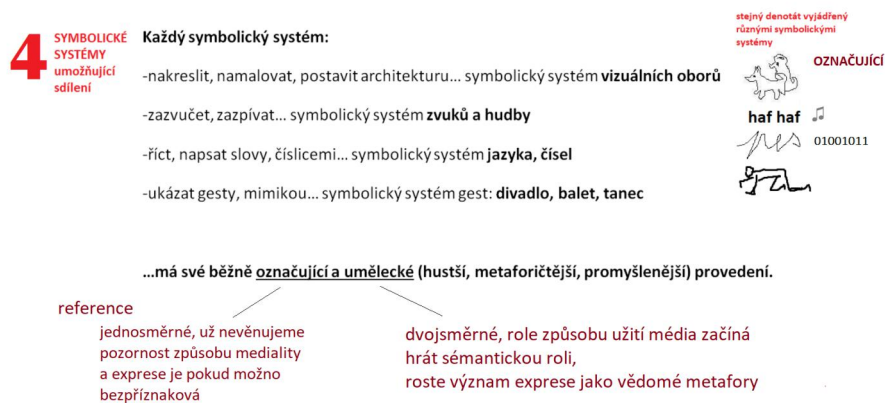 4
SYMBOLICKÉ
SYSTÉMY
umožňující
sdílení
Každý symbolický systém:
-nakreslit, namalovat, postavit architekturu... symbolický systém vizuálních oborů
-zazvučet, zazpívat... symbolický systém zvuků a hudby
-říct, napsat slovy, číslicemi... symbolický systém jazyka, čísel
-ukázat gesty, mimikou... symbolický systém gest: divadlo, balet, tanec
stejný denotát vyjádřený
různými symbolickými
systémy
OZNAČUJÍCÍ
haf haf
pes
01001011
...má své běžně označující a umělecké (hustší, metaforičtější, promyšlenější) provedení.
reference
jednosměrné, už nevěnujeme
pozornost způsobu mediality
a exprese je pokud možno
bezpříznaková
dvojsměrné, role způsobu užití média začíná
hrát sémantickou roli,
roste význam exprese jako vědomé metafory